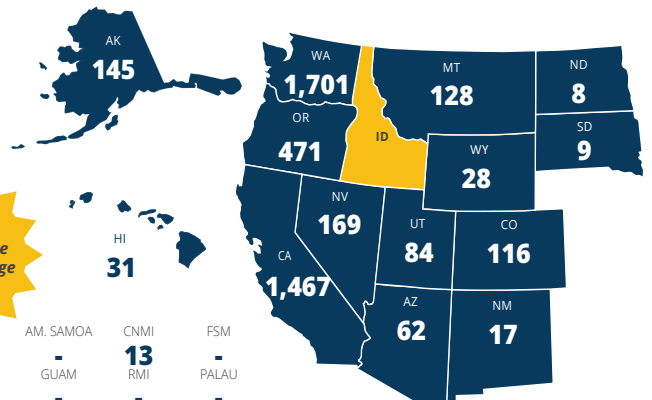 AK
145
WA
1,701
MT
128
ND
8
OR
471
ID
SD
9
WY
28
NV
169
UT
84
CO
116
HI
31
CA
1,467
AZ
62
NM
17
AM. SAMOA CNMI FSM
- 13 -
GUAM RMI PALAU
- - -